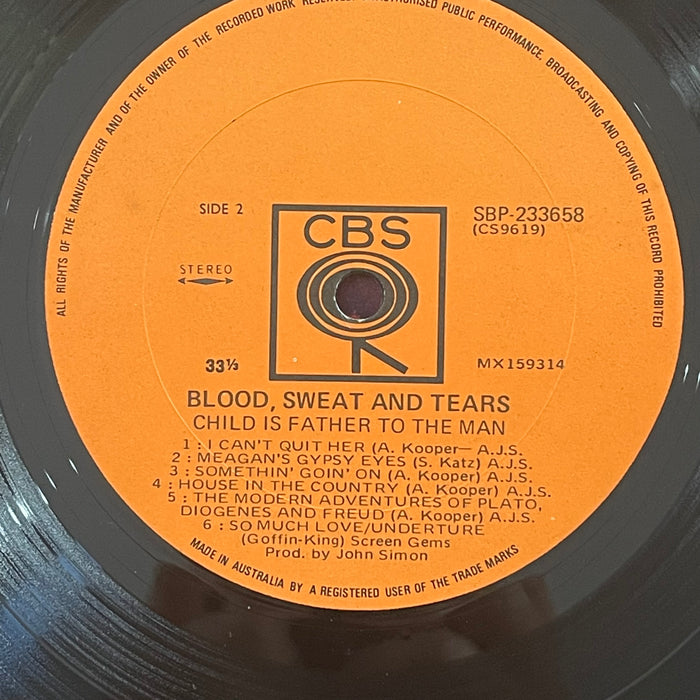 ALL RIGHTS OF THE MANUFACTURER AND OF THE OWNER OF THE RECORDED WORK RESERVED. UNAUTHORISED PUBLIC PERFORMANCE, BROADCASTING AND COPYING OF THIS RECORD PROHIBITED
SIDE 2
CBS
SBP-233658
(CS9619)
STEREO
33⅓
MX159314
BLOOD, SWEAT AND TEARS
CHILD IS FATHER TO THE MAN
1 : I CAN'T QUIT HER (A. Kooper— A.J.S.
2 : MEAGAN'S GYPSY EYES (S. Katz) A.J.S.
3 : SOMETHIN' GOIN' ON (A. Kooper) A.J.S.
4 : HOUSE IN THE COUNTRY (A. Kooper) A.J.S.
5 : THE MODERN ADVENTURES OF PLATO,
DIOGENES AND FREUD (A. Kooper) A.J.S.
6 : SO MUCH LOVE/UNDERTURE
(Goffin-King) Screen Gems
Prod. by John Simon
MADE IN AUSTRALIA BY A REGISTERED USER OF THE TRADE MARKS